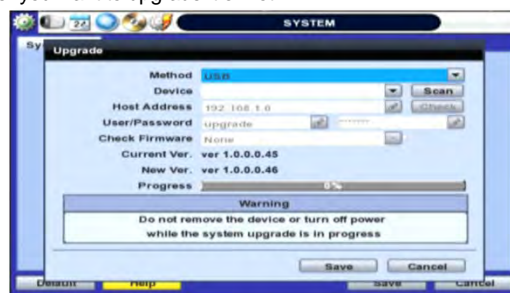 22
SYSTEM
Sy
Upgrade
Method USB
Device Scan
Host Address 192.168.1.8 Check
User/Password upgrade *******
Check Firmware None ...
Current Ver. ver 1.0.0.0.45
New Ver. ver 1.0.0.0.46
Progress 0%
Warning
Do not remove the device or turn off power
while the system upgrade is in progress
Save Cancel
Default Help Save Cancel